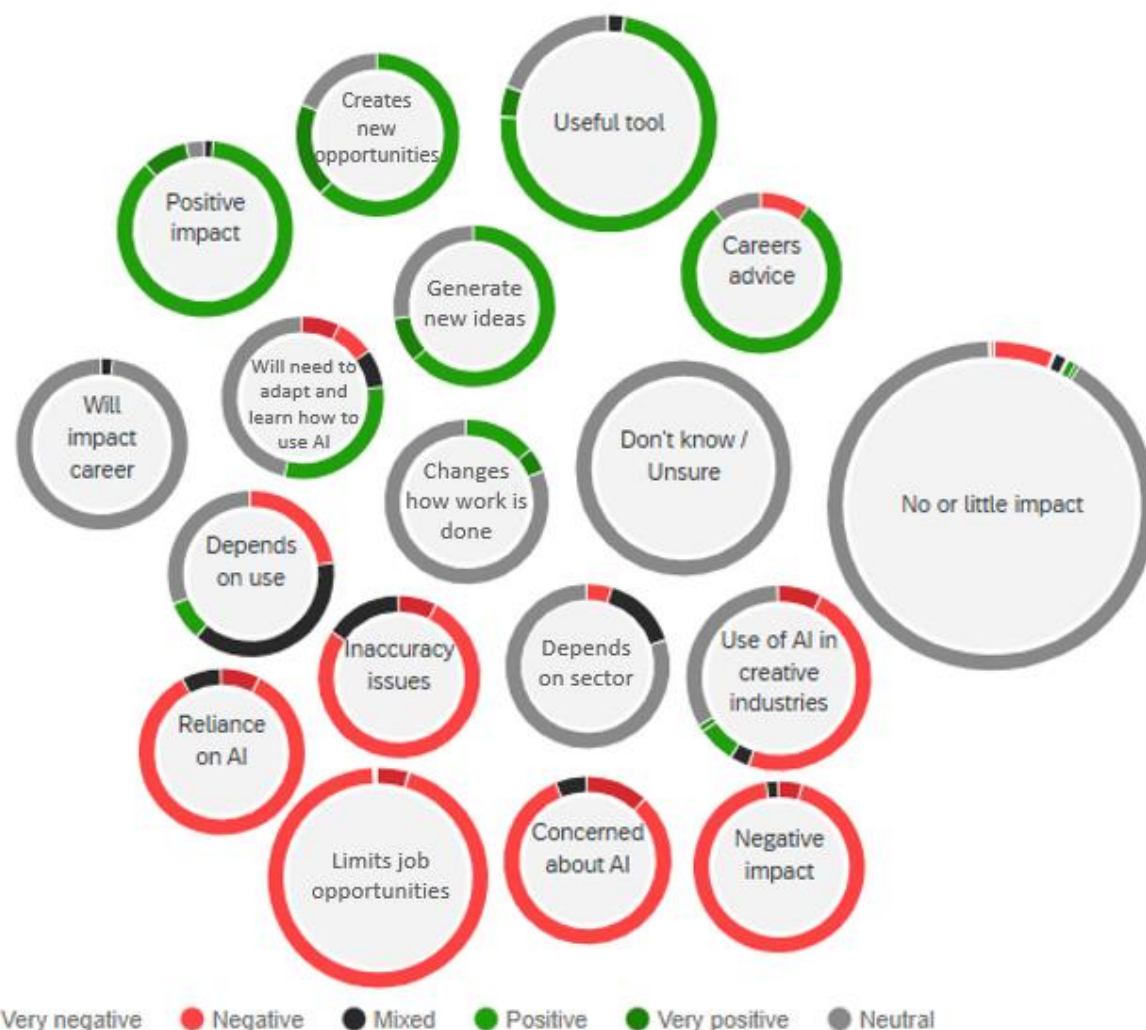 Useful tool
Creates
new
opportunities
Positive
impact
Careers
advice
Generate
new ideas
Will need to
adapt and
learn how to
use AI
Will
impact
career
Don't know /
Unsure
Changes
how work is
done
No or little impact
Depends
on use
Inaccuracy
issues
Depends
on sector
Use of AI in
creative
industries
Reliance
on AI
Limits job
opportunities
Concerned
about AI
Negative
impact
Very negative Negative Mixed Positive Very positive Neutral